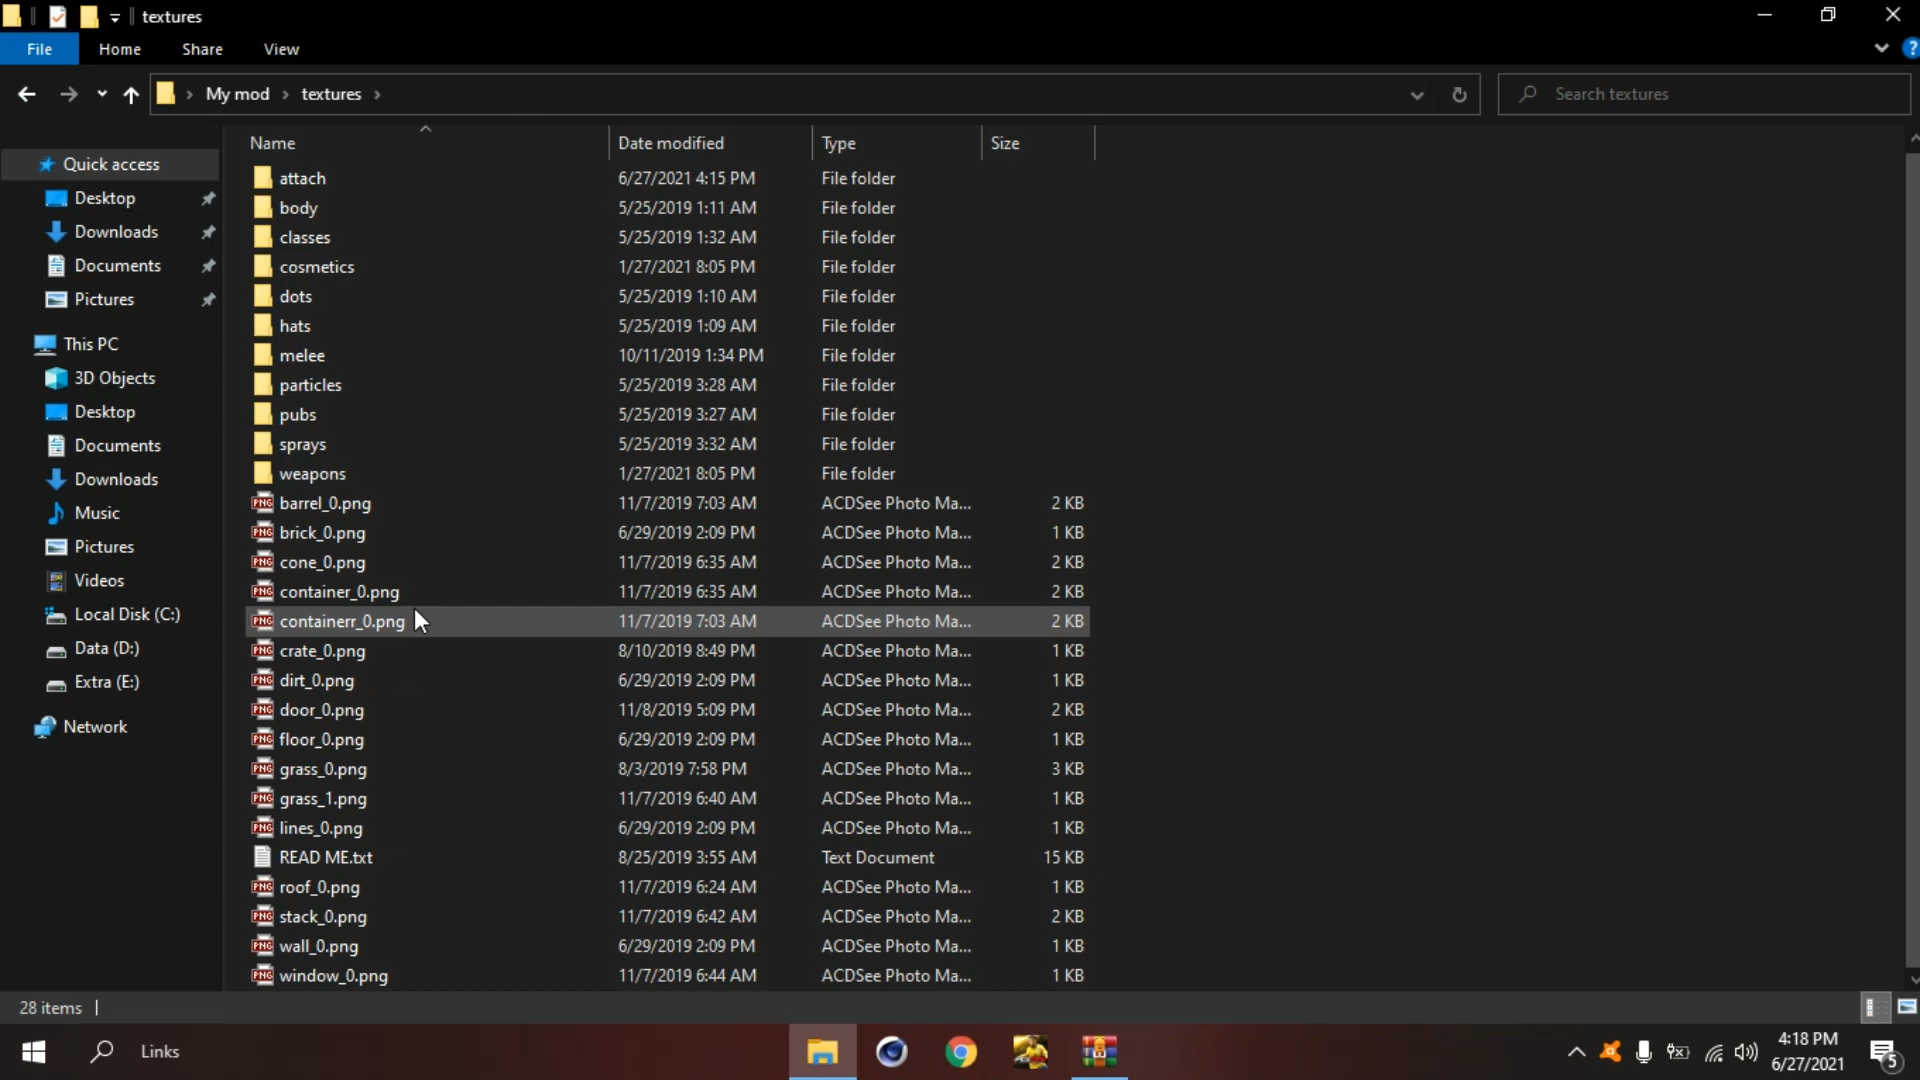 textures
File Home Share View
My mod textures
Search textures
Name Date modified Type Size
Quick access
Desktop
Downloads
Documents
Pictures
This PC
3D Objects
Desktop
Documents
Downloads
Music
Pictures
Videos
Local Disk (C:)
Data (D:)
Extra (E:)
Network
attach 6/27/2021 4:15 PM File folder
body 5/25/2019 1:11 AM File folder
classes 5/25/2019 1:32 AM File folder
cosmetics 1/27/2021 8:05 PM File folder
dots 5/25/2019 1:10 AM File folder
hats 5/25/2019 1:09 AM File folder
melee 10/11/2019 1:34 PM File folder
particles 5/25/2019 3:28 AM File folder
pubs 5/25/2019 3:27 AM File folder
sprays 5/25/2019 3:32 AM File folder
weapons 1/27/2021 8:05 PM File folder
barrel_0.png 11/7/2019 7:03 AM ACDSee Photo Ma... 2 KB
brick_0.png 6/29/2019 2:09 PM ACDSee Photo Ma... 1 KB
cone_0.png 11/7/2019 6:35 AM ACDSee Photo Ma... 2 KB
container_0.png 11/7/2019 6:35 AM ACDSee Photo Ma... 2 KB
containerr_0.png 11/7/2019 7:03 AM ACDSee Photo Ma... 2 KB
crate_0.png 8/10/2019 8:49 PM ACDSee Photo Ma... 1 KB
dirt_0.png 6/29/2019 2:09 PM ACDSee Photo Ma... 1 KB
door_0.png 11/8/2019 5:09 PM ACDSee Photo Ma... 2 KB
floor_0.png 6/29/2019 2:09 PM ACDSee Photo Ma... 1 KB
grass_0.png 8/3/2019 7:58 PM ACDSee Photo Ma... 3 KB
grass_1.png 11/7/2019 6:40 AM ACDSee Photo Ma... 1 KB
lines_0.png 6/29/2019 2:09 PM ACDSee Photo Ma... 1 KB
READ ME.txt 8/25/2019 3:55 AM Text Document 15 KB
roof_0.png 11/7/2019 6:24 AM ACDSee Photo Ma... 1 KB
stack_0.png 11/7/2019 6:42 AM ACDSee Photo Ma... 2 KB
wall_0.png 6/29/2019 2:09 PM ACDSee Photo Ma... 1 KB
window_0.png 11/7/2019 6:44 AM ACDSee Photo Ma... 1 KB
28 items
Links
4:18 PM
6/27/2021
5